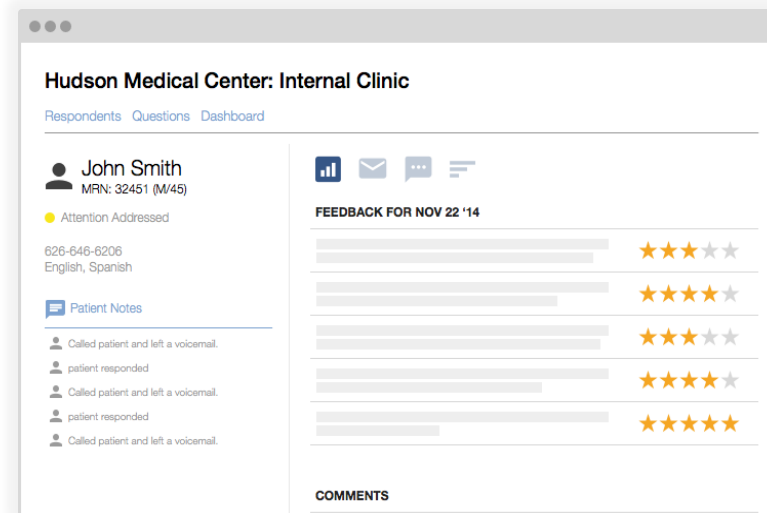 Hudson Medical Center: Internal Clinic
Respondents Questions Dashboard
John Smith
MRN: 32451 (M/45)
Attention Addressed
626-646-6206
English, Spanish
Patient Notes
Called patient and left a voicemail.
patient responded
Called patient and left a voicemail.
patient responded
Called patient and left a voicemail.
FEEDBACK FOR NOV 22 ‘14
COMMENTS